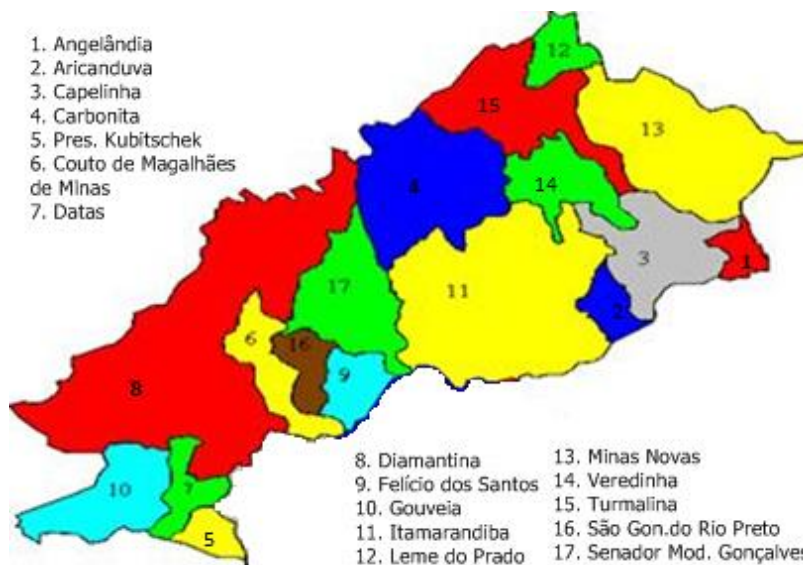 1. Angelândia
2. Aricanduva
3. Capelinha
4. Carbonita
5. Pres. Kubitschek
6. Couto de Magalhães
de Minas
7. Datas
12
15
13
4
14
3
1
17
11
2
6
16
9
8
10
7
5
8. Diamantina
9. Felício dos Santos
10. Gouveia
11. Itamarandiba
12. Leme do Prado
13. Minas Novas
14. Veredinha
15. Turmalina
16. São Gon.do Rio Preto
17. Senador Mod. Gonçalves